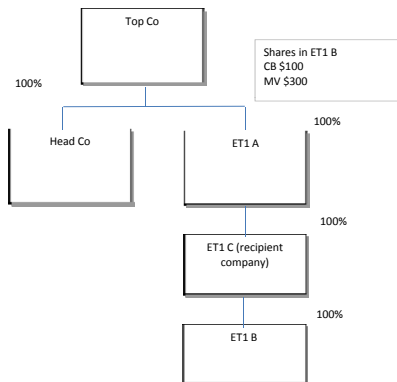 Top Co
Shares in ET1 B
CB $100
MV $300
100%
100%
Head Co
ET1 A
100%
ET1 C (recipient
company)
100%
ET1 B